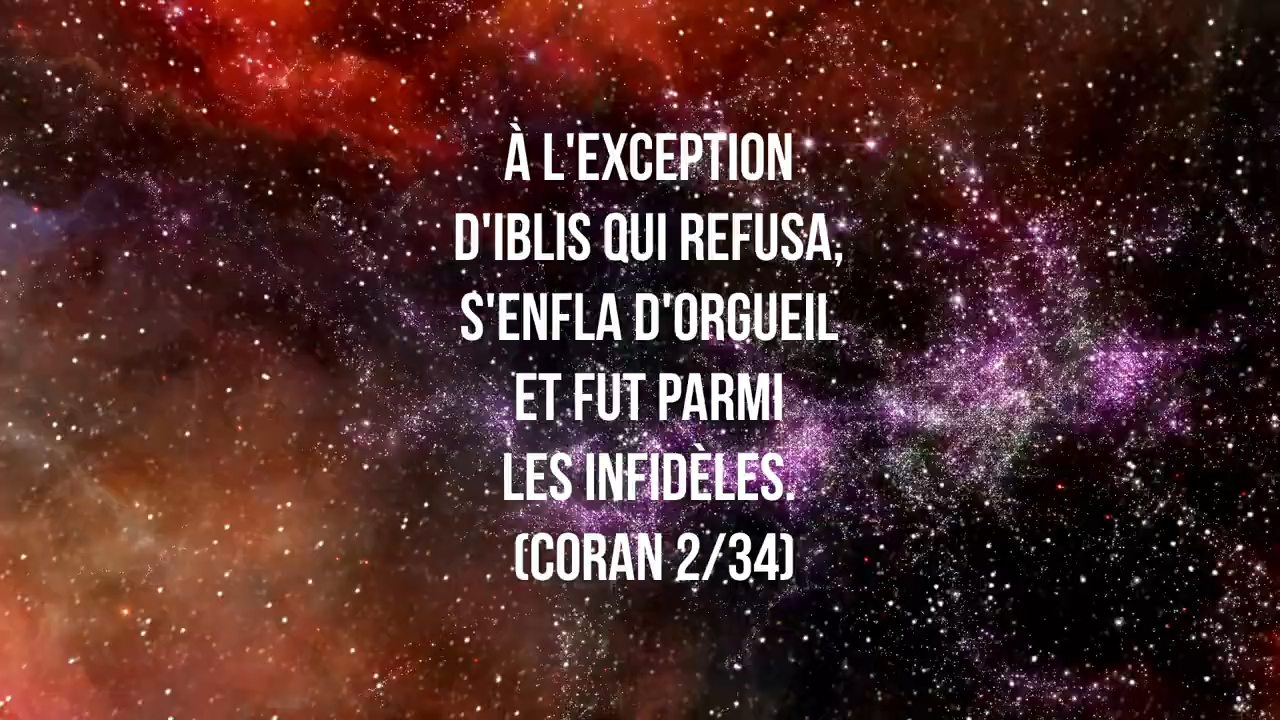 À L'EXCEPTION
D'IBLIS QUI REFUSA,
S'ENFLA D'ORGUEIL
ET FUT PARMI
LES INFIDÈLES.
(CORAN 2/34)